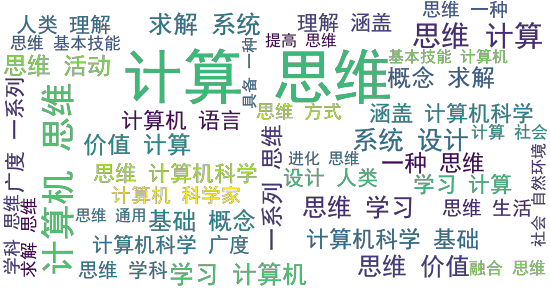 人类 理解
求解 系统
理解 涵盖
思维 一种
思维 计算
思维 基本技能
提高 思维
具备 一种
基本技能 计算机
思维 活动
计算 思维
概念 求解
一系列
广度
计算机 思维
计算机 语言
思维 方式
涵盖 计算机科学
价值 计算
一系列 思维
系统 设计
计算 社会
思维 计算机科学
进化 思维
一种 思维
设计 人类
学习 计算
社会 自然环境
计算机 科学家
学科 思维
求解 思维
思维 通用
基础 概念
思维 学习
思维 生活
计算机科学 广度
计算机科学 基础
思维 学科
学习 计算机
思维 价值
融合 思维